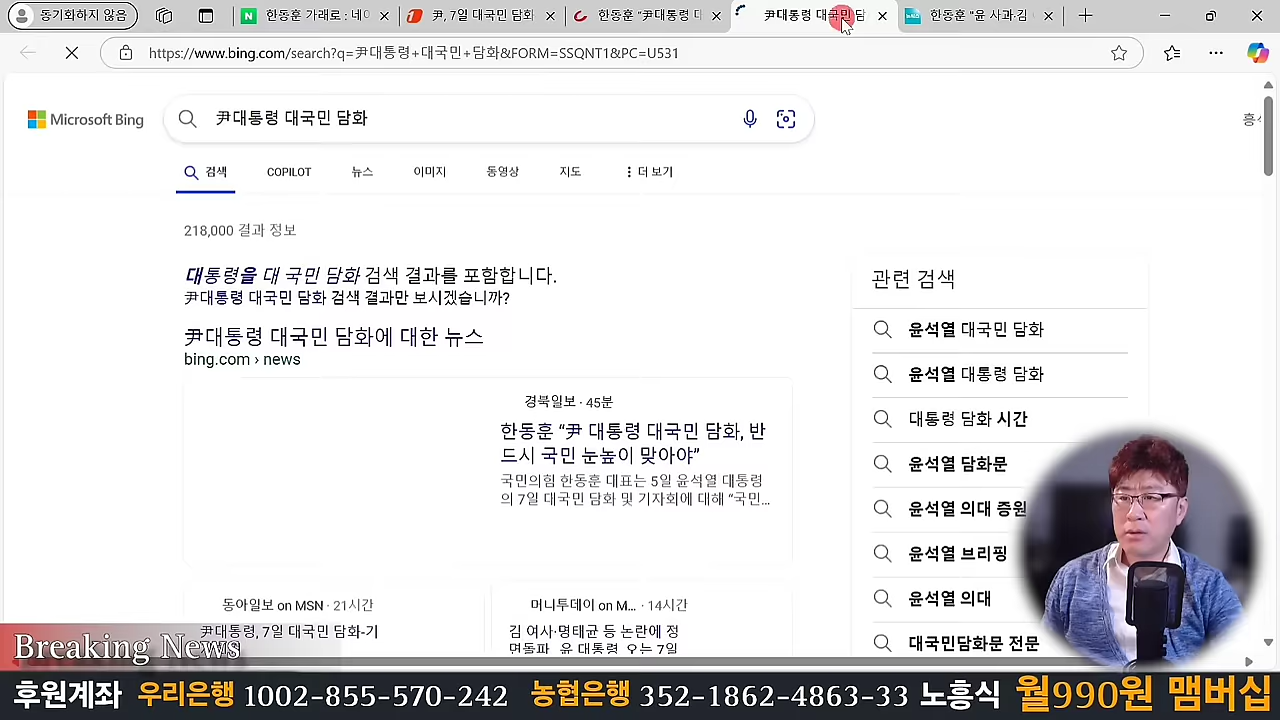 동기화하지 않음
한동훈 가래로 : 네이
尹, 7일 대국민 담화
한동훈 "尹대통령 대
尹대통령 대국민 담
한동훈 "윤 사과·김
https://www.bing.com/search?q=尹대통령+대국민+담화&FORM=SSQNT1&PC=U531
Microsoft Bing
尹대통령 대국민 담화
검색
COPILOT
뉴스
이미지
동영상
지도
더 보기
218,000 결과 정보
대통령을 대 국민 담화 검색 결과를 포함합니다.
尹대통령 대국민 담화 검색 결과만 보시겠습니까?
尹대통령 대국민 담화에 대한 뉴스
bing.com › news
경북일보 · 45분
한동훈 “尹 대통령 대국민 담화, 반
드시 국민 눈높이 맞아야”
국민의힘 한동훈 대표는 5일 윤석열 대통령
의 7일 대국민 담화 및 기자회에 대해 “국민...
동아일보 on MSN · 21시간
尹대통령, 7일 대국민 담화-기
머니투데이 on M... · 14시간
김 여사·명태균 등 논란에 정
면돌파...윤 대통령, 오는 7일
관련 검색
윤석열 대국민 담화
윤석열 대통령 담화
대통령 담화 시간
윤석열 담화문
윤석열 의대 증원
윤석열 브리핑
윤석열 의대
대국민담화문 전문
Breaking News
후원계좌 우리은행 1002-855-570-242 농협은행 352-1862-4863-33 노흥식 월990원 맴버십